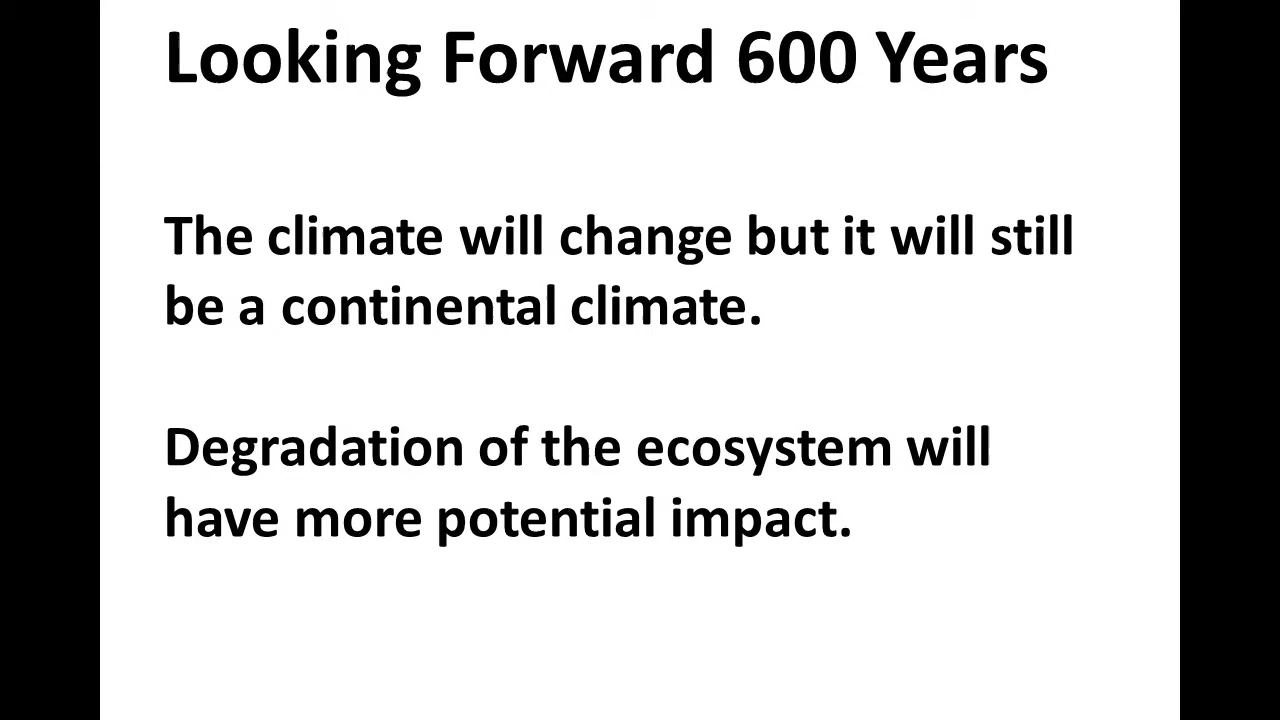 Looking Forward 600 Years
The climate will change but it will still
be a continental climate.
Degradation of the ecosystem will
have more potential impact.